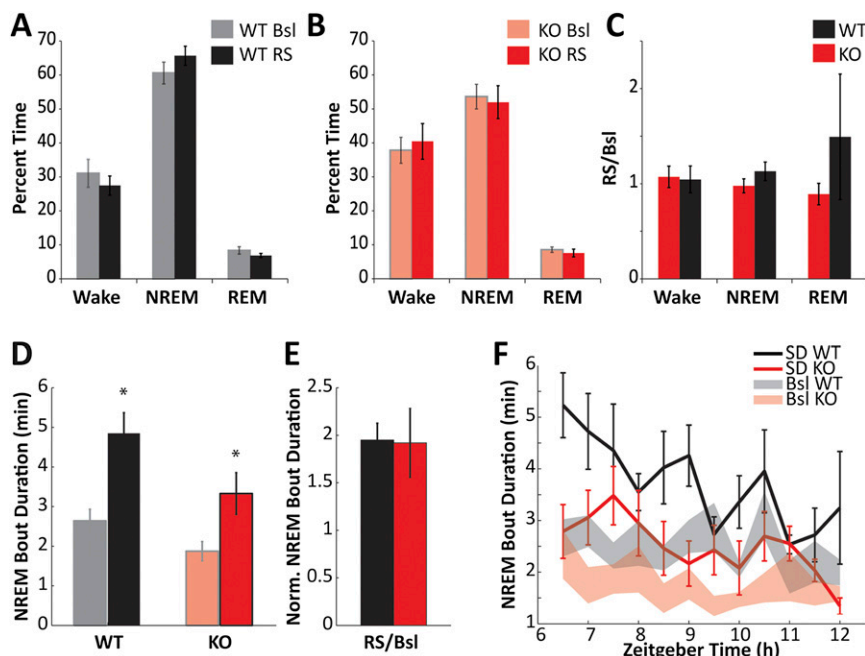 A
WT Bsl
WT RS
Percent Time
70
60
50
40
30
20
10
0
Wake NREM REM
B
KO Bsl
KO RS
Percent Time
70
60
50
40
30
20
10
0
Wake NREM REM
C
WT
KO
RS/Bsl
2
1
0
Wake NREM REM
D
NREM Bout Duration (min)
6
5
4
3
2
1
0
* *
WT KO
E
Norm. NREM Bout Duration
2.5
2
1.5
1
0.5
0
RS/Bsl
F
SD WT
SD KO
Bsl WT
Bsl KO
NREM Bout Duration (min)
6
5
4
3
2
1
6 7 8 9 10 11 12
Zeitgeber Time (h)